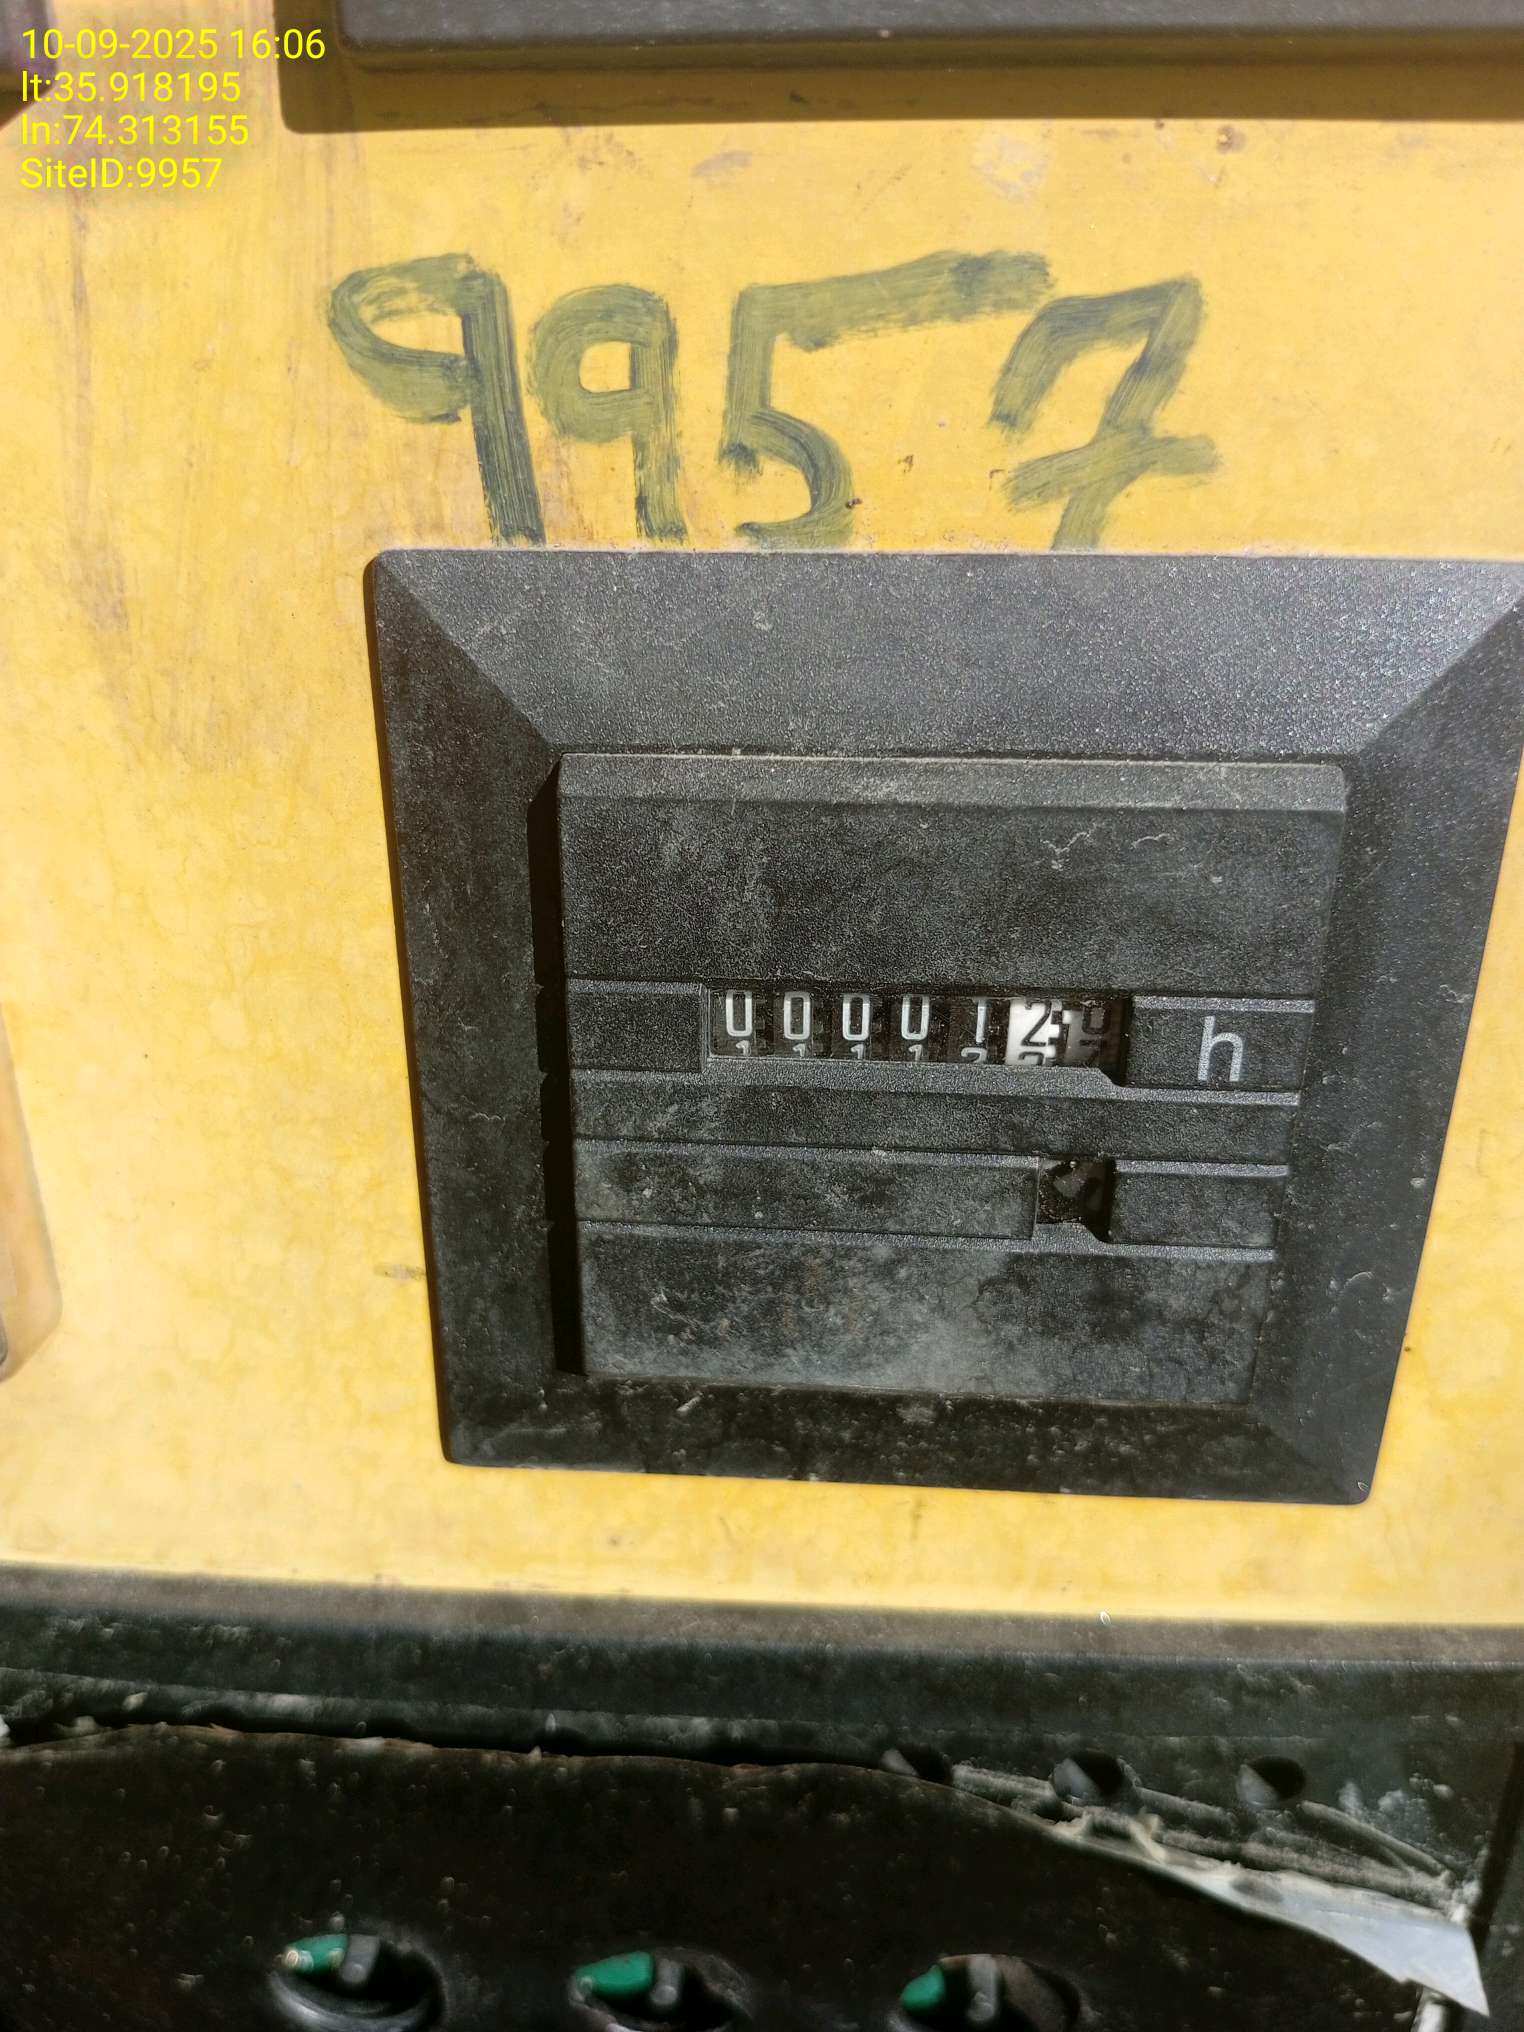 10-09-2025 16:06
lt:35.918195
ln:74.313155
SiteID:9957
9957
000012
h